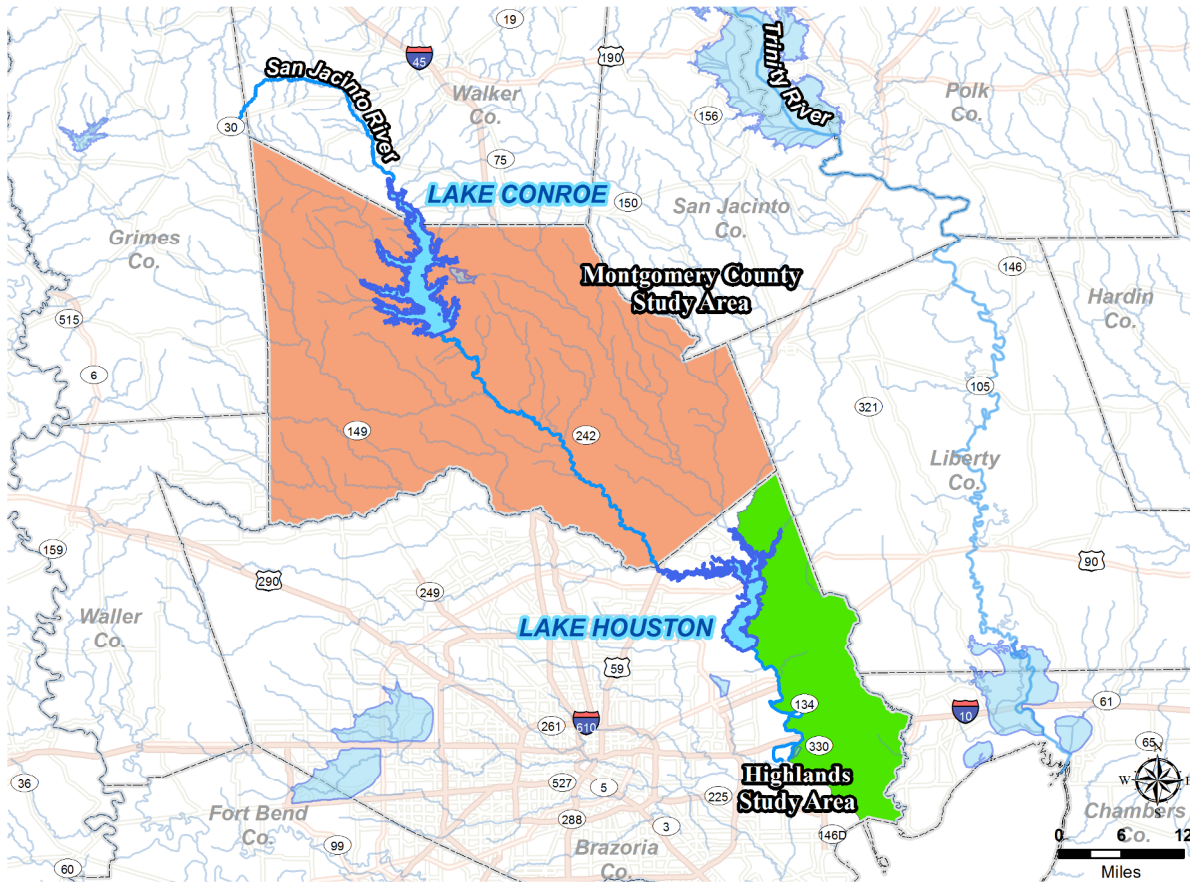 19
45
190
San Jacinto River
Trinity River
Walker
Co.
Polk
Co.
156
30
75
LAKE CONROE
150
San Jacinto
Co.
Grimes
Co.
Montgomery County
Study Area
146
Hardin
Co.
515
6
105
321
149
242
Liberty
Co.
159
290
249
90
Waller
Co.
LAKE HOUSTON
59
134
61
10
261
610
330
65
N
W
E
S
Highlands
Study Area
36
527
5
225
Fort Bend
Co.
288
3
146D
Chambers
Co.
99
Brazoria
Co.
60
0
6
12
Miles